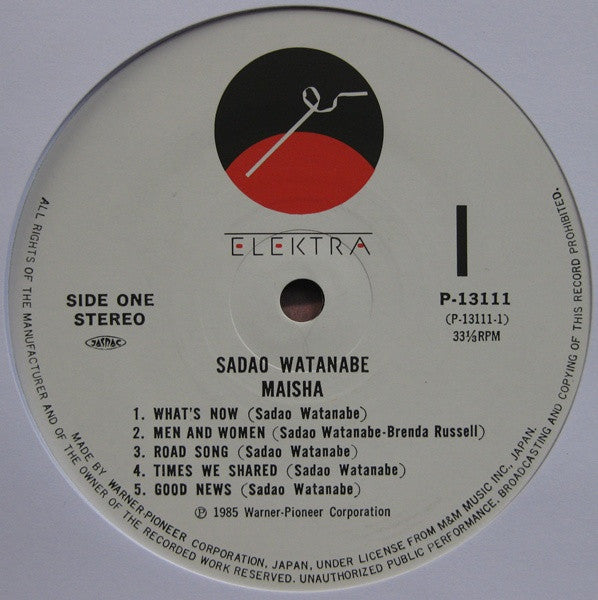 ELEKTRA
SIDE ONE
STEREO
JASRAC
P-13111
(P-13111-1)
33⅓RPM
SADAO WATANABE
MAISHA
1. WHAT'S NOW (Sadao Watanabe)
2. MEN AND WOMEN (Sadao Watanabe-Brenda Russell)
3. ROAD SONG (Sadao Watanabe)
4. TIMES WE SHARED (Sadao Watanabe)
5. GOOD NEWS (Sadao Watanabe)
Ⓟ 1985 Warner-Pioneer Corporation
ALL RIGHTS OF THE MANUFACTURER AND OF THE OWNER OF THE RECORDED WORK RESERVED. UNAUTHORIZED PUBLIC PERFORMANCE, BROADCASTING AND COPYING OF THIS RECORD PROHIBITED.
MADE BY WARNER-PIONEER CORPORATION, JAPAN, UNDER LICENSE FROM M&M MUSIC INC., JAPAN.